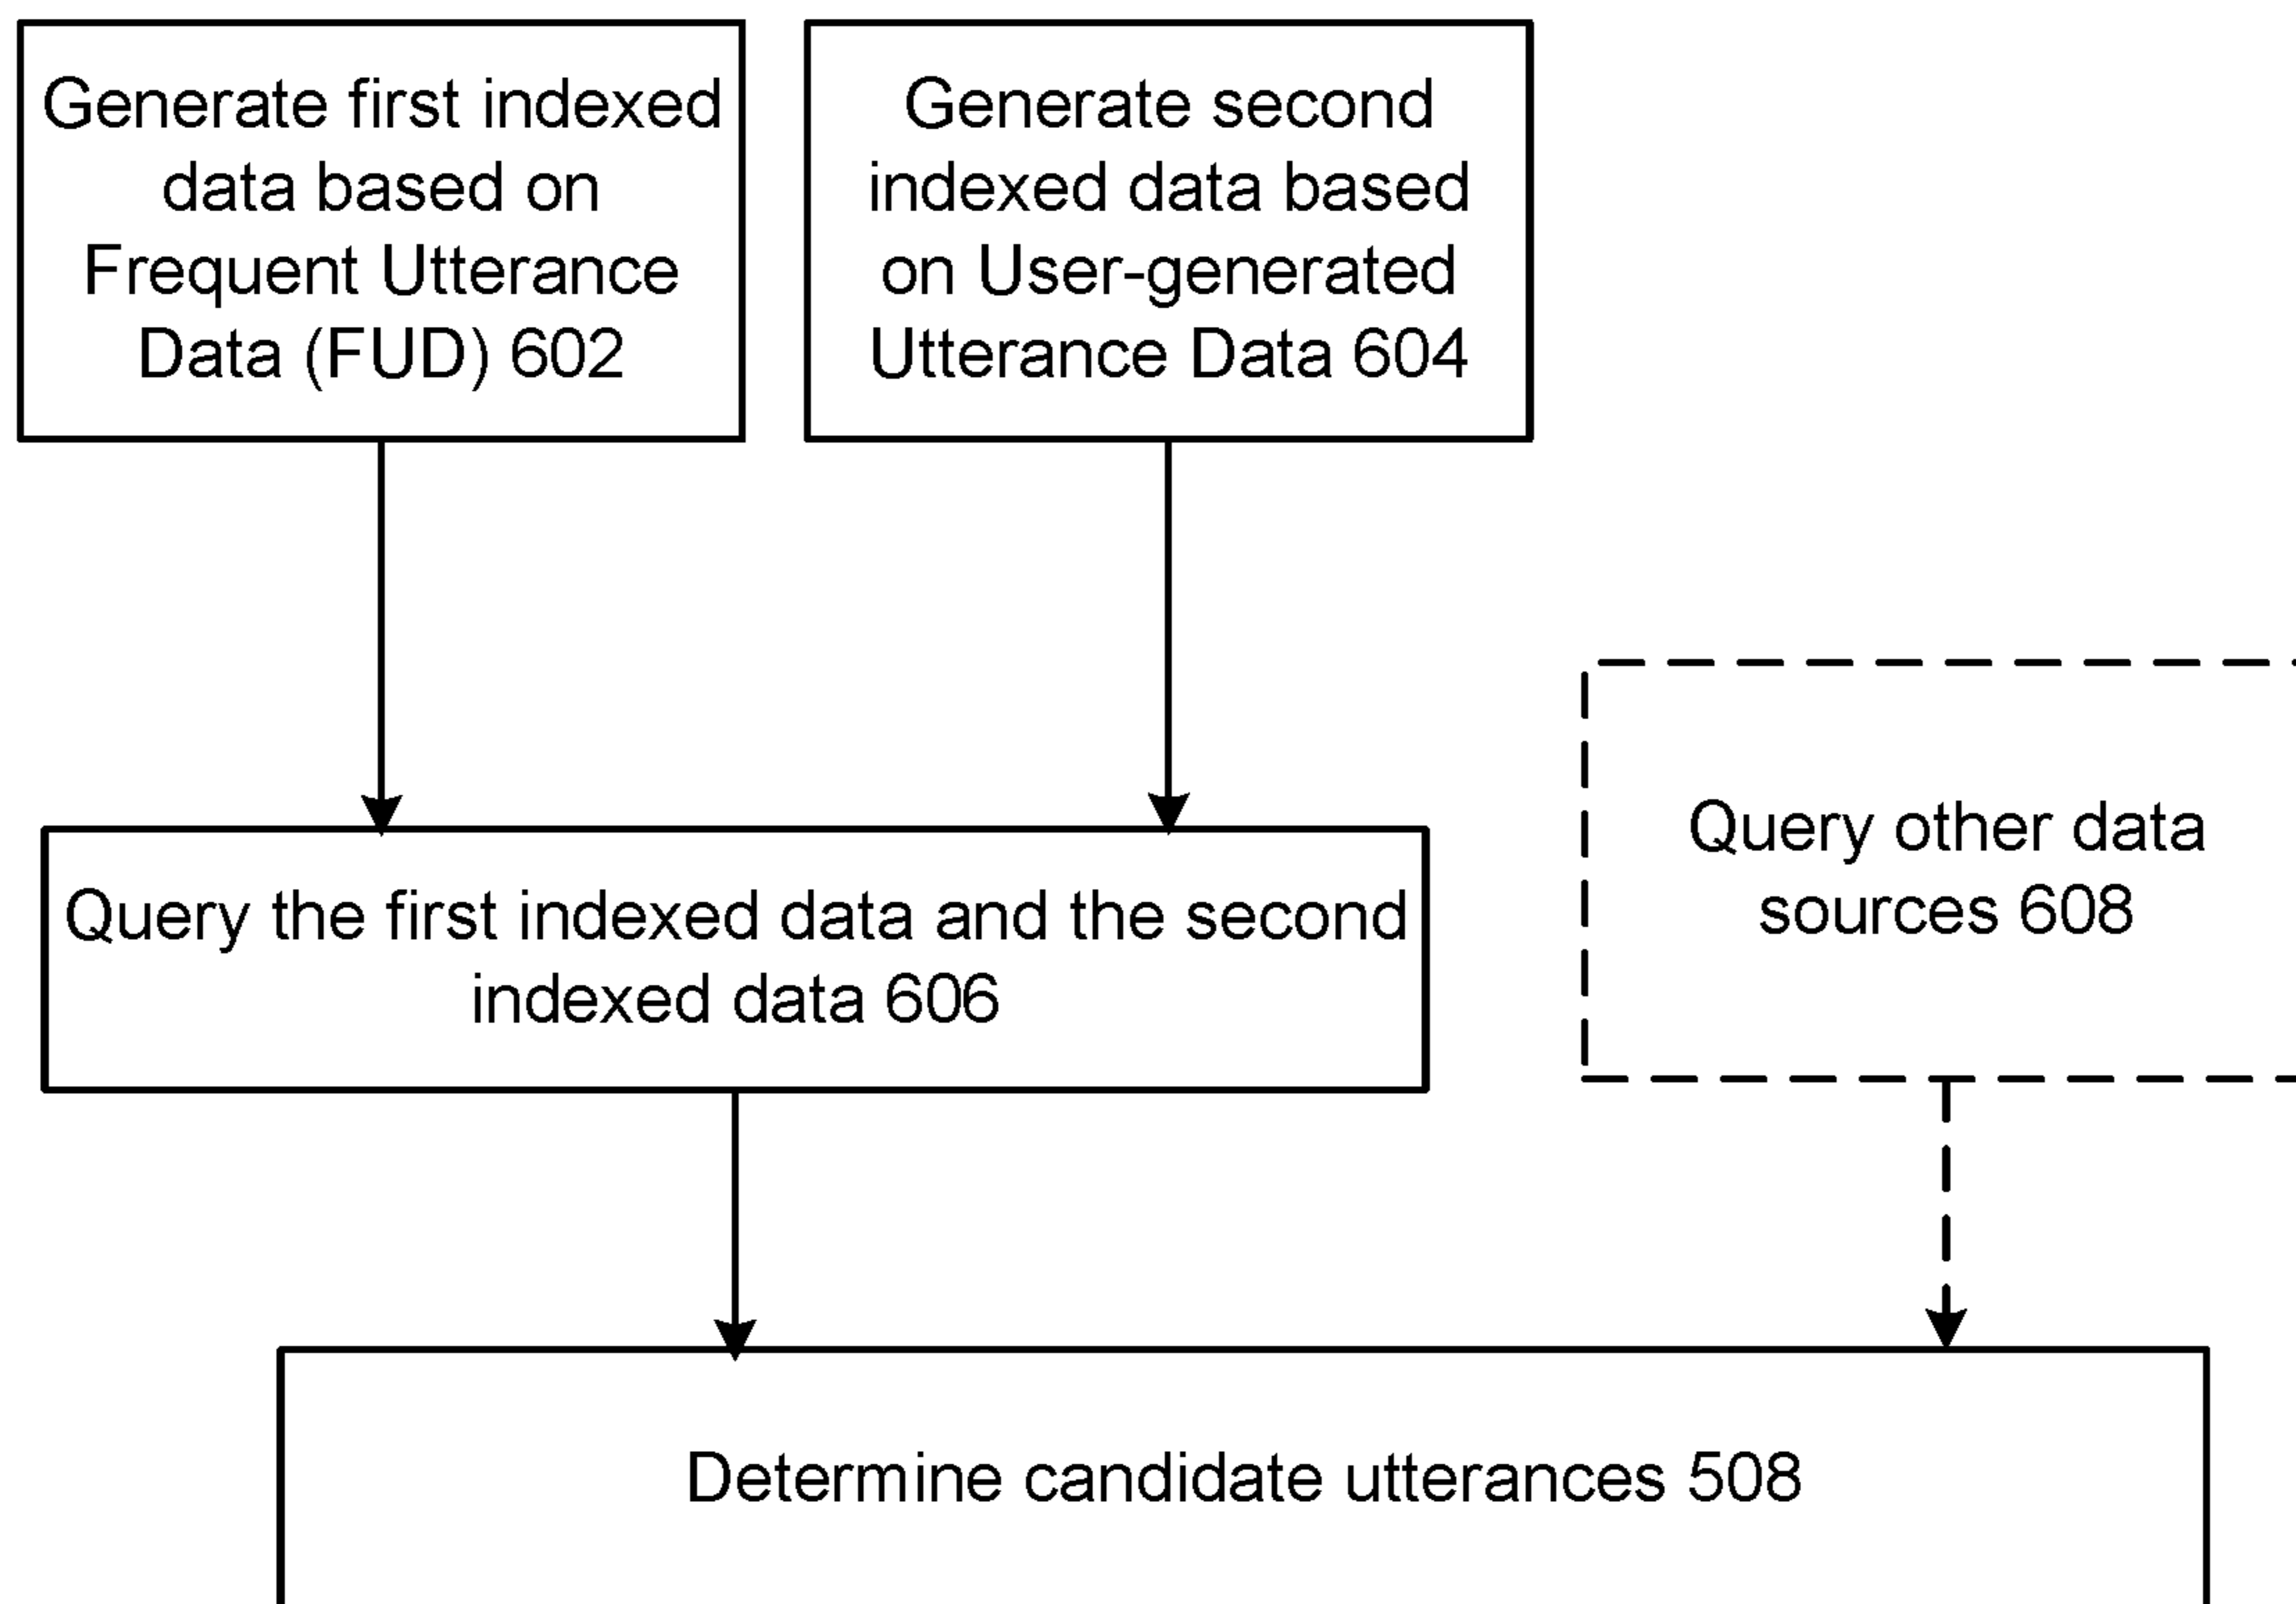 Generate first indexed
data based on
Frequent Utterance
Data (FUD) 602
Generate second
indexed data based
on User-generated
Utterance Data 604
Query the first indexed data and the second
indexed data 606
Query other data
sources 608
Determine candidate utterances 508